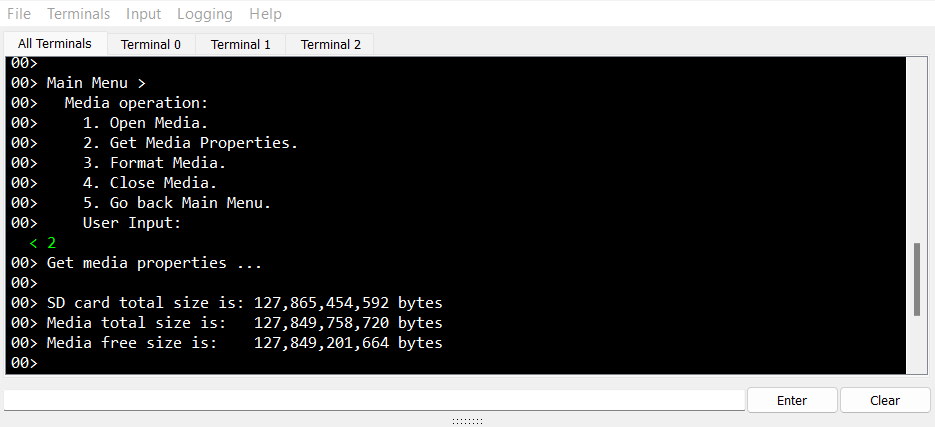 File Terminals Input Logging Help
All Terminals Terminal 0 Terminal 1 Terminal 2
00>
00> Main Menu >
00>   Media operation:
00>     1. Open Media.
00>     2. Get Media Properties.
00>     3. Format Media.
00>     4. Close Media.
00>     5. Go back Main Menu.
00>     User Input:
  < 2
00> Get media properties ...
00>
00> SD card total size is: 127,865,454,592 bytes
00> Media total size is:   127,849,758,720 bytes
00> Media free size is:    127,849,201,664 bytes
00>
Enter Clear